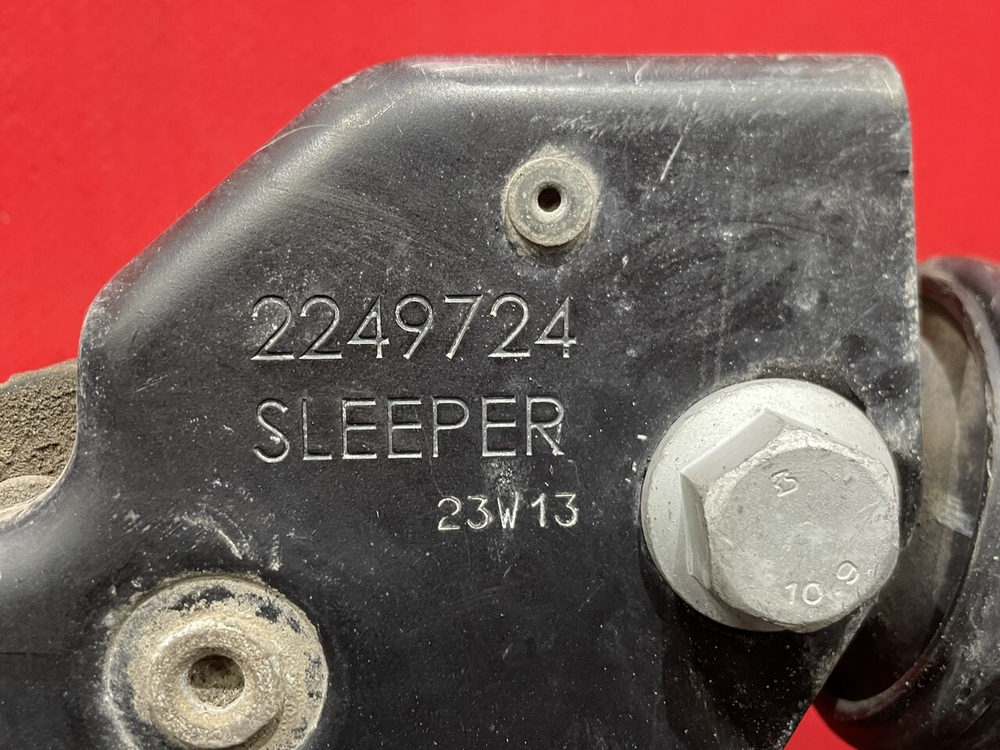 2249724
SLEEPER
23W13
B
10.9